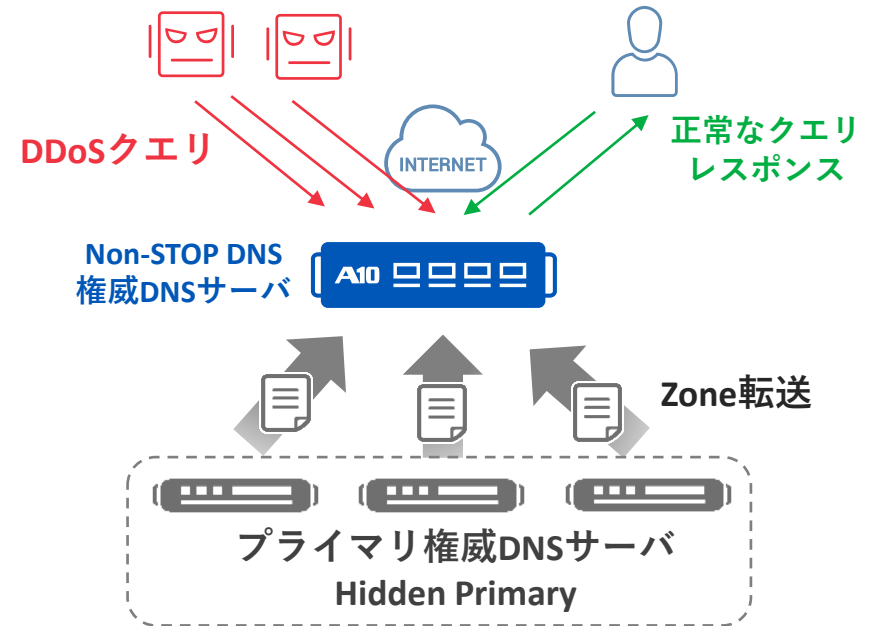 DDoSクエリ
INTERNET
正常なクエリ
レスポンス
Non-STOP DNS
権威DNSサーバ
A10
Zone転送
プライマリ権威DNSサーバ
Hidden Primary